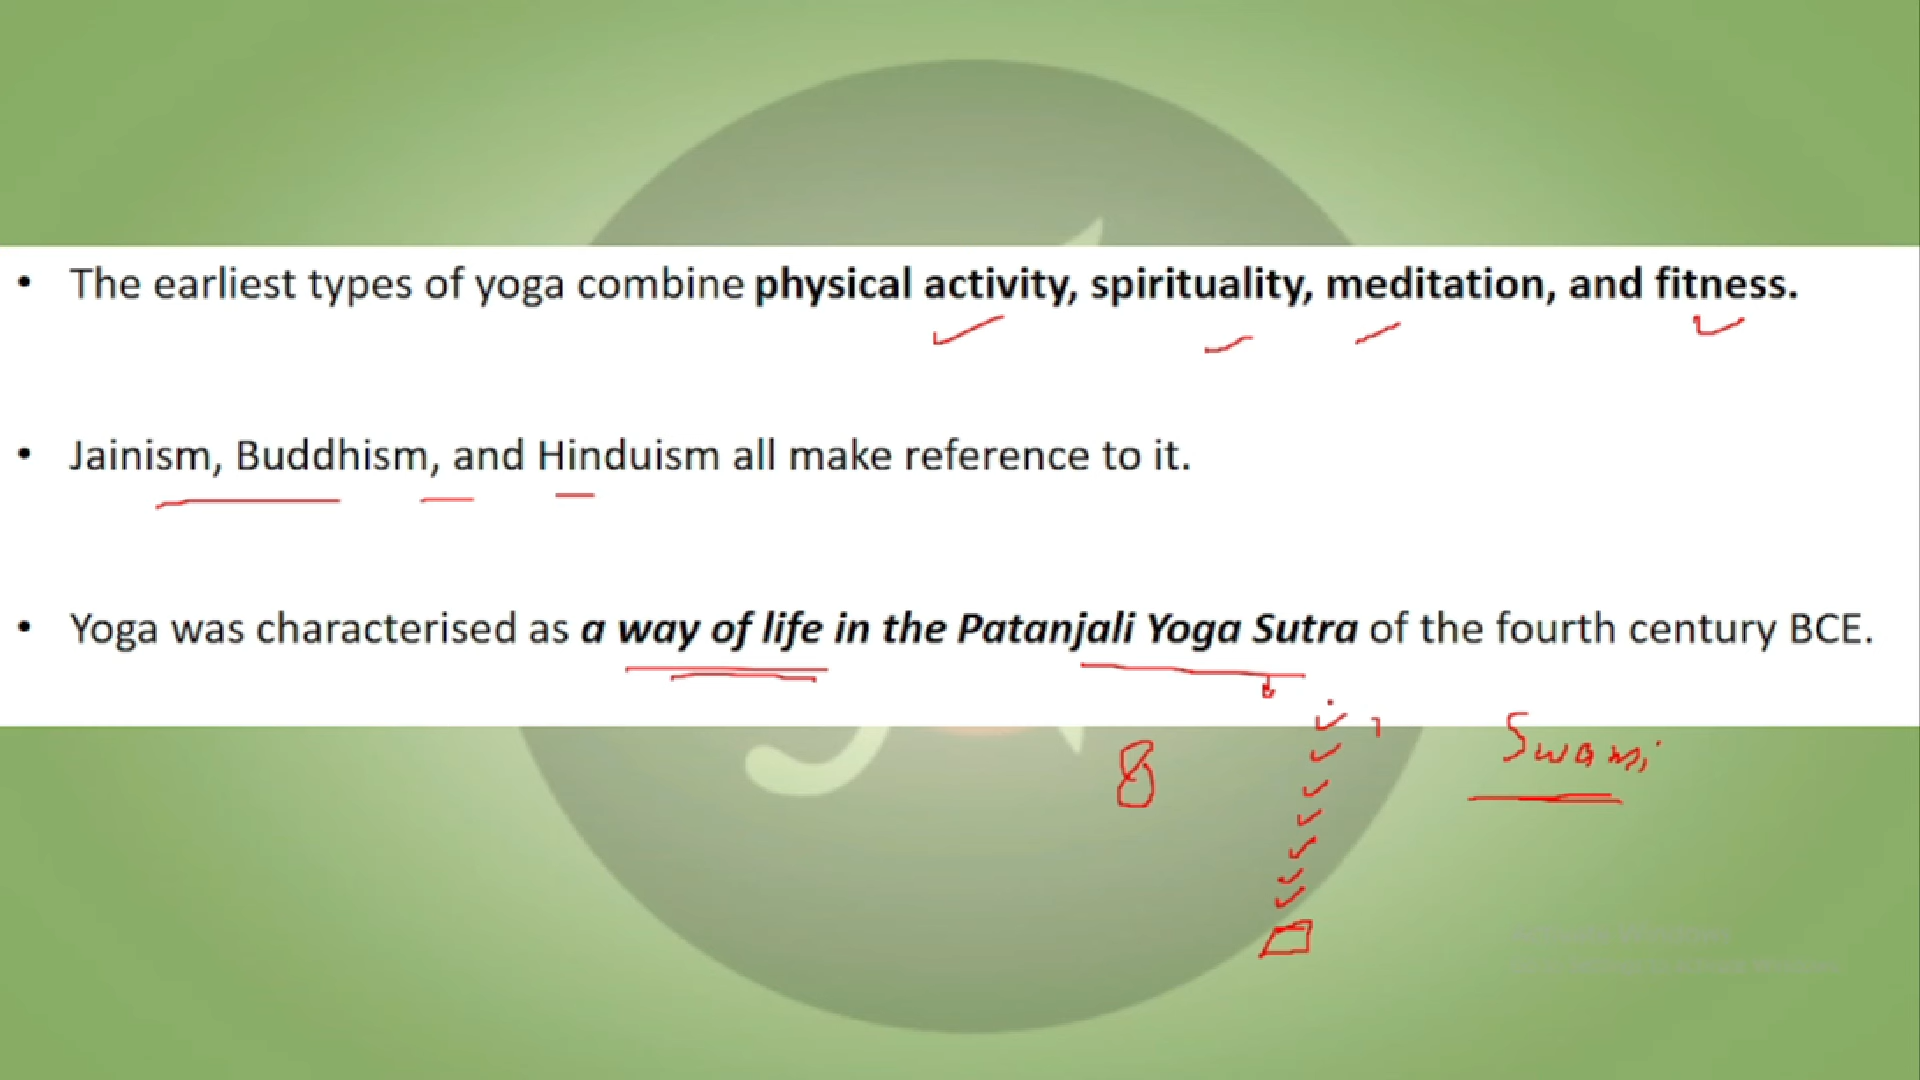 • The earliest types of yoga combine physical activity, spirituality, meditation, and fitness.
• Jainism, Buddhism, and Hinduism all make reference to it.
• Yoga was characterised as a way of life in the Patanjali Yoga Sutra of the fourth century BCE.
8
Swami